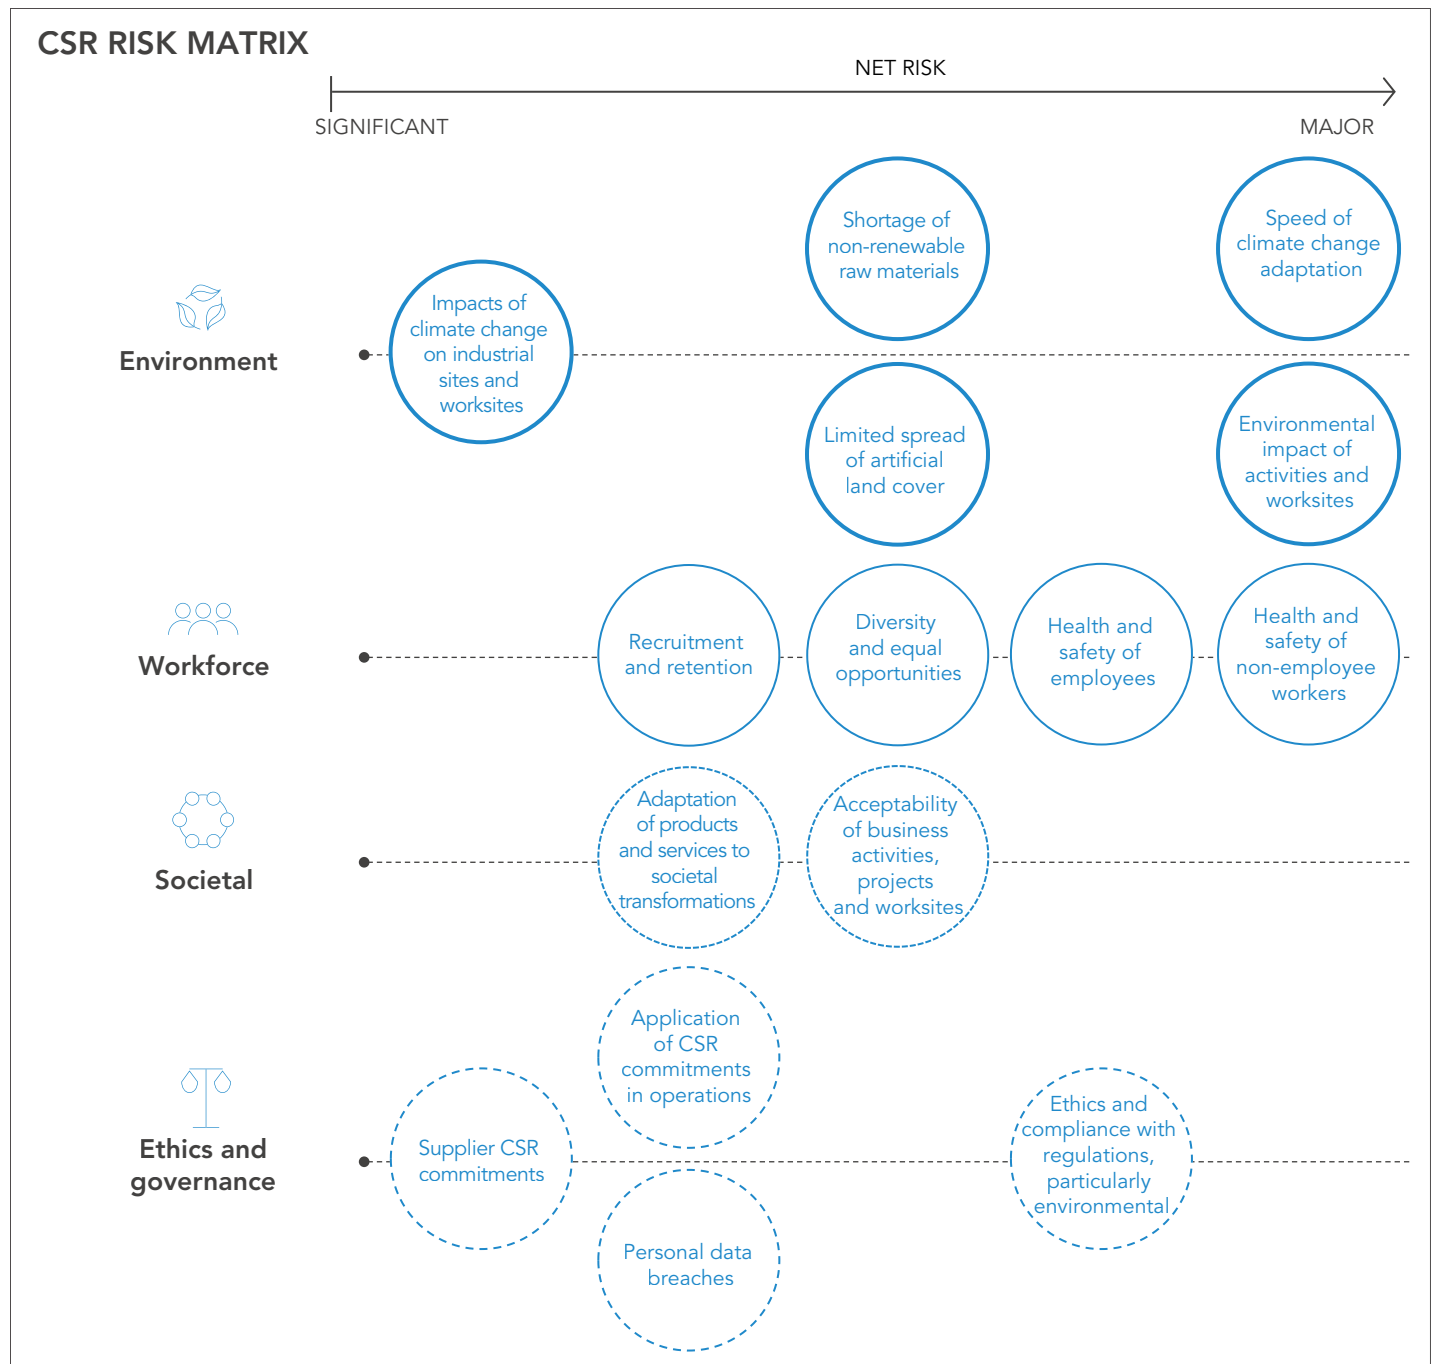 CSR RISK MATRIX
NET RISK
SIGNIFICANT
MAJOR
Environment
Impacts of
climate change
on industrial
sites and
worksites
Shortage of
non-renewable
raw materials
Limited spread
of artificial
land cover
Speed of
climate change
adaptation
Environmental
impact of
activities and
worksites
Workforce
Recruitment
and retention
Diversity
and equal
opportunities
Health and
safety of
employees
Health and
safety of
non-employee
workers
Societal
Adaptation
of products
and services to
societal
transformations
Acceptability
of business
activities,
projects
and worksites
Ethics and
governance
Supplier CSR
commitments
Application
of CSR
commitments
in operations
Personal data
breaches
Ethics and
compliance with
regulations,
particularly
environmental